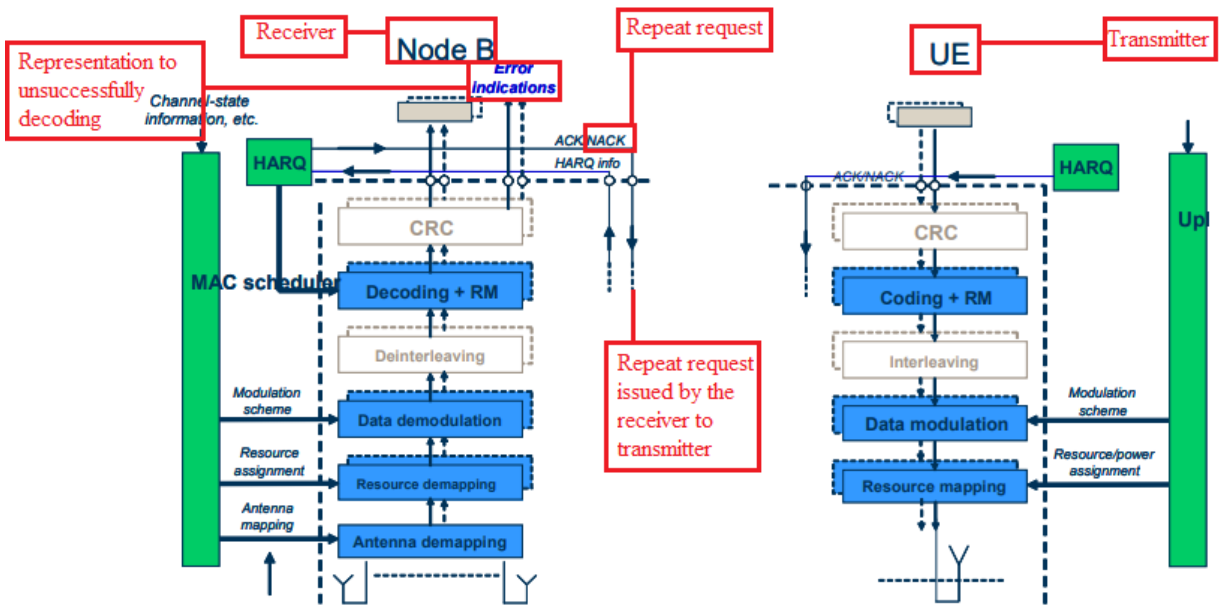 Receiver
Node B
Repeat request
UE
Transmitter
Representation to
unsuccessfully
decoding
Error
indications
Channel-state
information, etc.
HARQ
ACK/NACK
HARQ info
ACK/NACK
HARQ
CRC
CRC
Upl
MAC scheduler
Decoding + RM
Coding + RM
Deinterleaving
Interleaving
Repeat request
issued by the
receiver to
transmitter
Modulation
scheme
Data demodulation
Data modulation
Modulation
scheme
Resource
assignment
Resource demapping
Resource mapping
Resource/power
assignment
Antenna
mapping
Antenna demapping